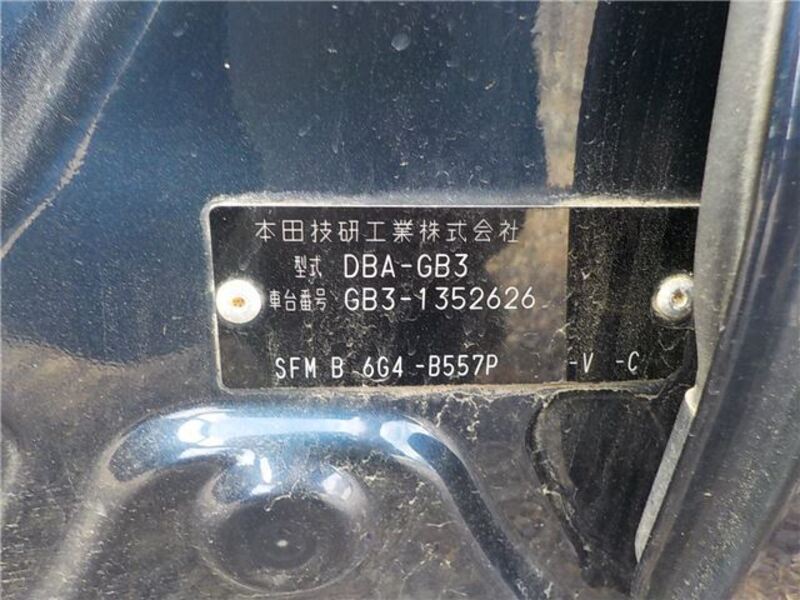 本田技研工業株式会社
型式 DBA-GB3
車台番号 GB3-1352626
SFM B 6G4 -B557P -V -C